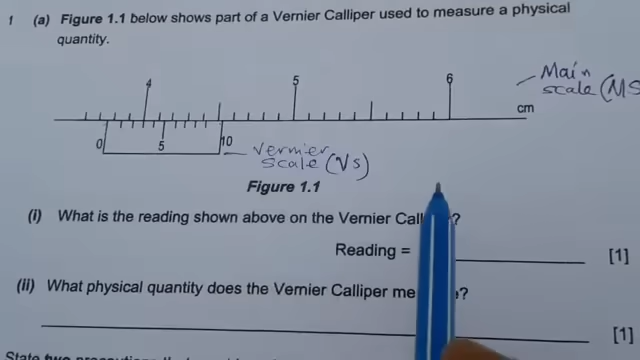 1 (a) Figure 1.1 below shows part of a Vernier Calliper used to measure a physical
quantity.
4 5 6
Main
scale (MS
cm
0 5 10
Vernier
scale (VS)
Figure 1.1
(i) What is the reading shown above on the Vernier Cal ?
Reading = [1]
(ii) What physical quantity does the Vernier Calliper me e?
[1]
State two precautions that